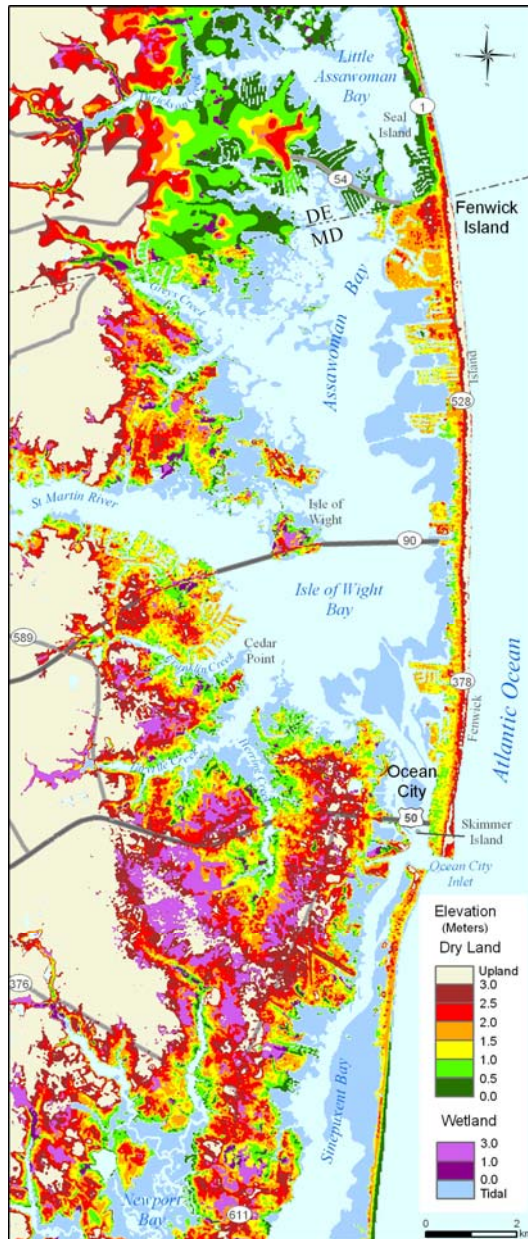 N
W
E
S
Little
Assawoman
Bay
1
Seal
Island
54
DE
MD
Fenwick
Island
Greys Creek
Assawoman Bay
Island
528
St Martin River
Isle of
Wight
90
Isle of Wight
Bay
589
Cedar
Point
378
Fenwick
Atlantic Ocean
Ocean
City
50
Skimmer
Island
Ocean City
Inlet
376
Sinepuxent Bay
Newport
Bay
611
Elevation
(Meters)
Dry Land
Upland
3.0
2.5
2.0
1.5
1.0
0.5
0.0
Wetland
3.0
1.0
0.0
Tidal
0
2